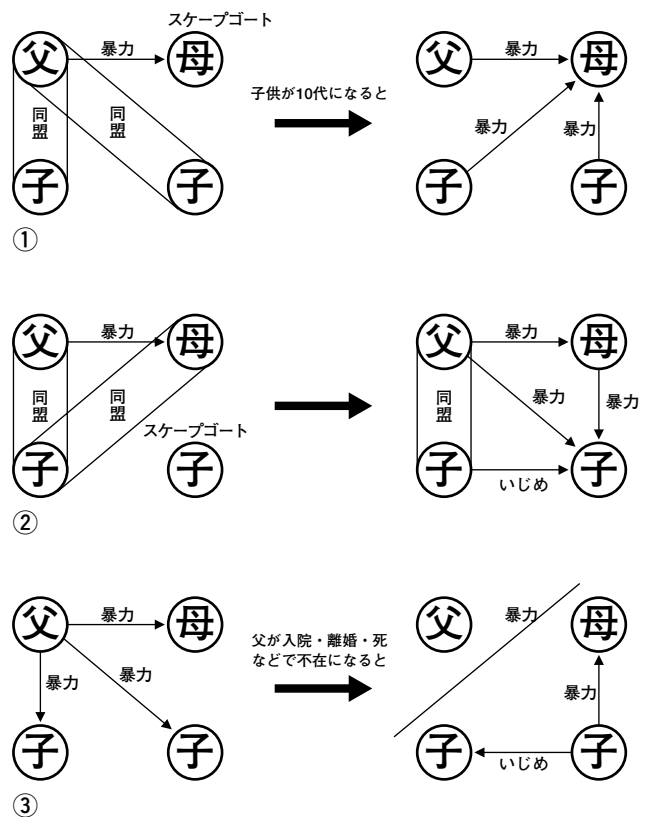 スケープゴート
父 暴力 母
同盟 同盟
子 子
子供が10代になると
父 暴力 母
暴力 暴力
子 子
①
父 暴力 母
同盟 同盟
スケープゴート
子 子
父 暴力 母
同盟 暴力 暴力
子 いじめ 子
②
父 暴力 母
暴力 暴力
子 子
父が入院・離婚・死
などで不在になると
父 暴力 母
暴力
子 いじめ 子
③